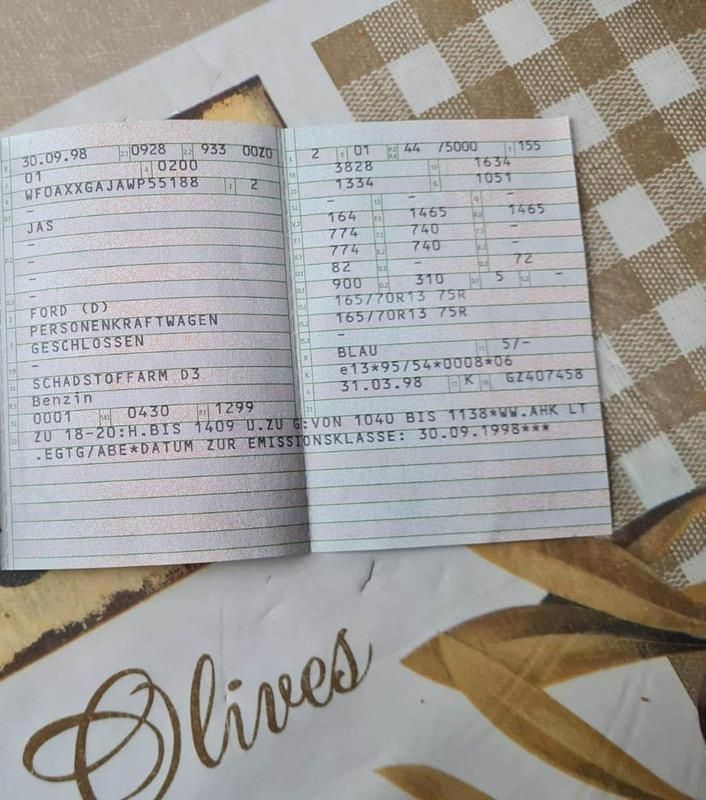 30.09.98 0928 933 00Z0
01 0200
WF0AXXGAJAWP55188 2
-
JAS
-
-
-
-
FORD (D)
PERSONENKRAFTWAGEN
GESCHLOSSEN
-
SCHADSTOFFARM D3
Benzin
0001 0430 1299
2 01 44 /5000 155
3828 1634
1334 1051
- - -
164 1465 1465
774 740 -
774 740 -
82 - 72
900 310 5 -
165/70R13 75R
165/70R13 75R
-
BLAU 5/-
e13*95/54*0008*06
31.03.98 K GZ407458
ZU 18-20:H.BIS 1409 U.ZU G:VON 1040 BIS 1138*WW.AHK LT
.EGTG/ABE*DATUM ZUR EMISSIONSKLASSE: 30.09.1998***
Olives